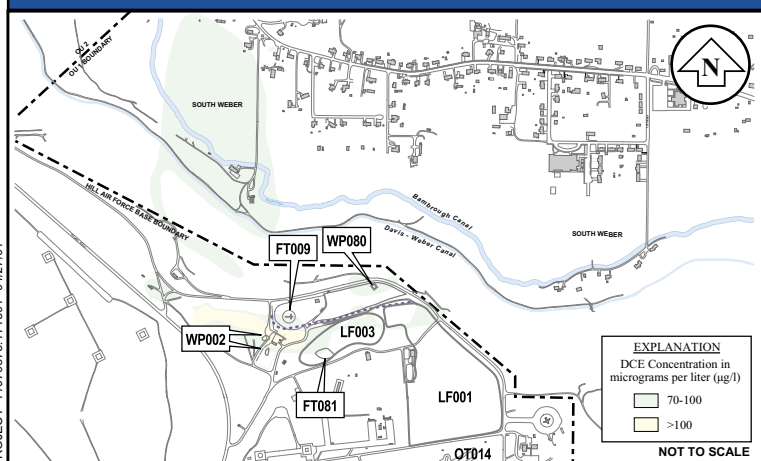 OU 2
OU 1 BOUNDARY
SOUTH WEBER
N
HILL AIR FORCE BASE BOUNDARY
Bambrough Canal
Davis - Weber Canal
SOUTH WEBER
FT009
WP080
WP002
LF003
FT081
LF001
OT014
EXPLANATION
DCE Concentration in
micrograms per liter (µg/l)
70-100
>100
NOT TO SCALE